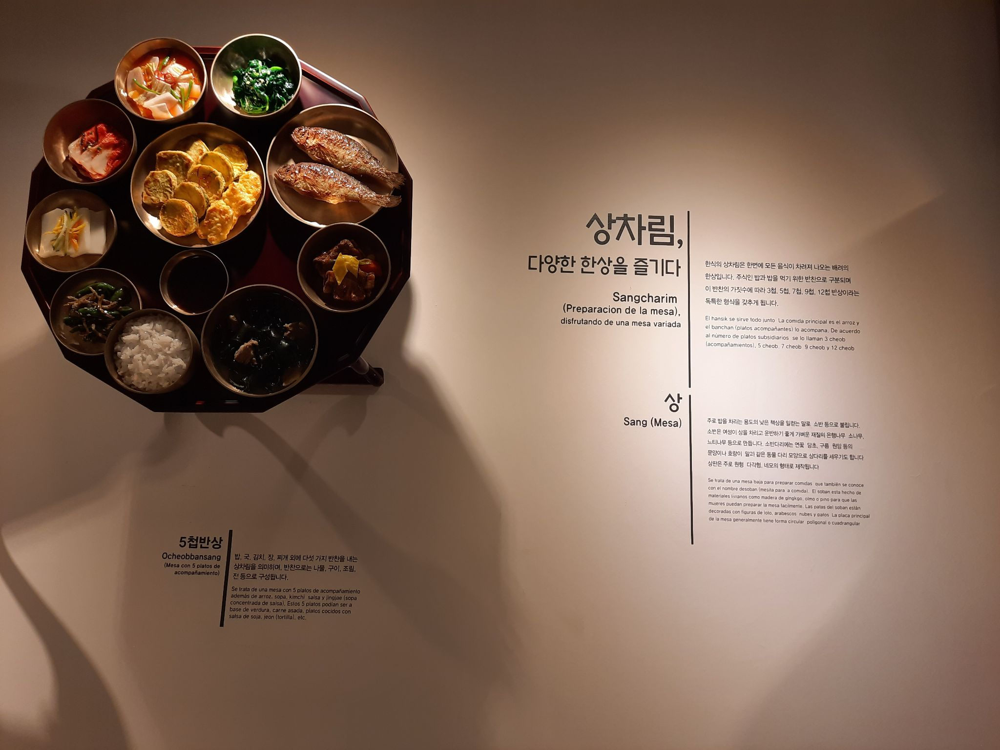 상차림,
다양한 한상을 즐기다
Sangcharim
(Preparacion de la mesa),
disfrutando de una mesa variada
한식의 상차림은 한번에 모든 음식이 차려져 나오는 배려의
한상입니다. 주식인 밥과 밥을 먹기 위한 반찬으로 구분되며
이 반찬의 가짓수에 따라 3첩, 5첩, 7첩, 9첩, 12첩 반상이라는
독특한 형식을 갖추게 됩니다.
El hansik se sirve todo junto La comida principal es el arroz y
el banchan (platos acompañantes) lo acompana. De acuerdo
al número de platos subsidiarios se lo llaman 3 cheob
(acompañamientos), 5 cheob, 7 cheob 9 cheob y 12 cheob
상
Sang (Mesa)
주로 밥을 차리는 용도의 낮은 책상을 일컫는 말로 소반 등으로 불립니다.
소반은 여성이 상을 차리고 운반하기 좋게 가벼운 재질의 은행나무 소나무,
느티나무 등으로 만듭니다. 소반다리에는 연꽃 당초, 구름 원앙 등의
문양이나 호랑이 말과 같은 동물 다리 모양으로 상다리를 세우기도 합니다
상판은 주로 원형 다각형, 네모의 형태로 제작됩니다
Se trata de una mesa baja para preparar comidas que también se conoce
con el nombre desoban (mesita para a comida). El soban esta hecho de
materiales livianos como madera de gingkgo, olmo o pino para que las
mujeres puedan preparar la mesa facilmente. Las patas del soban están
decoradas con figuras de loto, arabescos nubes y patos La placa principal
de la mesa generalmente tiene forma circular poligonal o cuadrangular
5첩반상
Ocheobbansang
(Mesa con 5 platos de
acompañamiento)
밥, 국, 김치, 장, 찌개 외에 다섯 가지 반찬을 내는
상차림을 의미하며, 반찬으로는 나물, 구이, 조림,
전 등으로 구성됩니다.
Se trata de una mesa con 5 platos de acompañamiento
además de arroz, sopa, kimchi salsa y jingjae (sopa
concentrada de salsa). Estos 5 platos podían ser a
base de verdura, carne asada, platos cocidos con
salsa de soja, jeon (tortilla), etc.